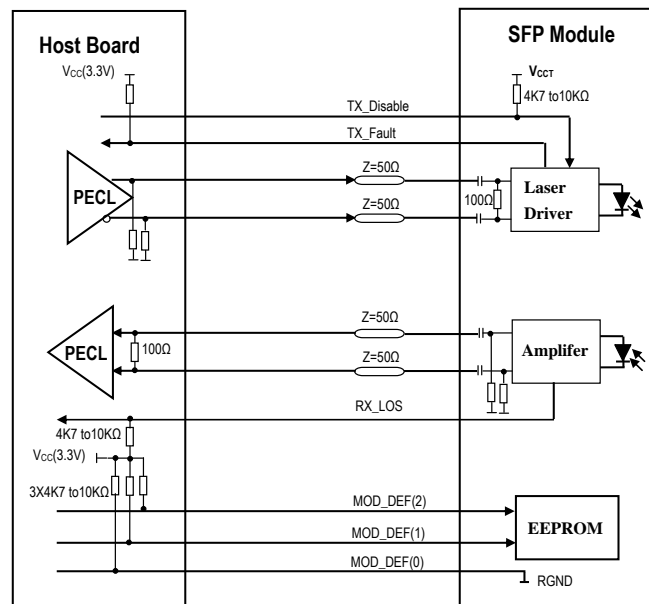 Host Board
SFP Module
VCC(3.3V)
VCCT
4K7 to10KΩ
TX_Disable
TX_Fault
PECL
Z=50Ω
Z=50Ω
100Ω
Laser
Driver
PECL
100Ω
Z=50Ω
Z=50Ω
Amplifer
RX_LOS
4K7 to10KΩ
VCC(3.3V)
3X4K7 to10KΩ
MOD_DEF(2)
MOD_DEF(1)
EEPROM
MOD_DEF(0)
RGND